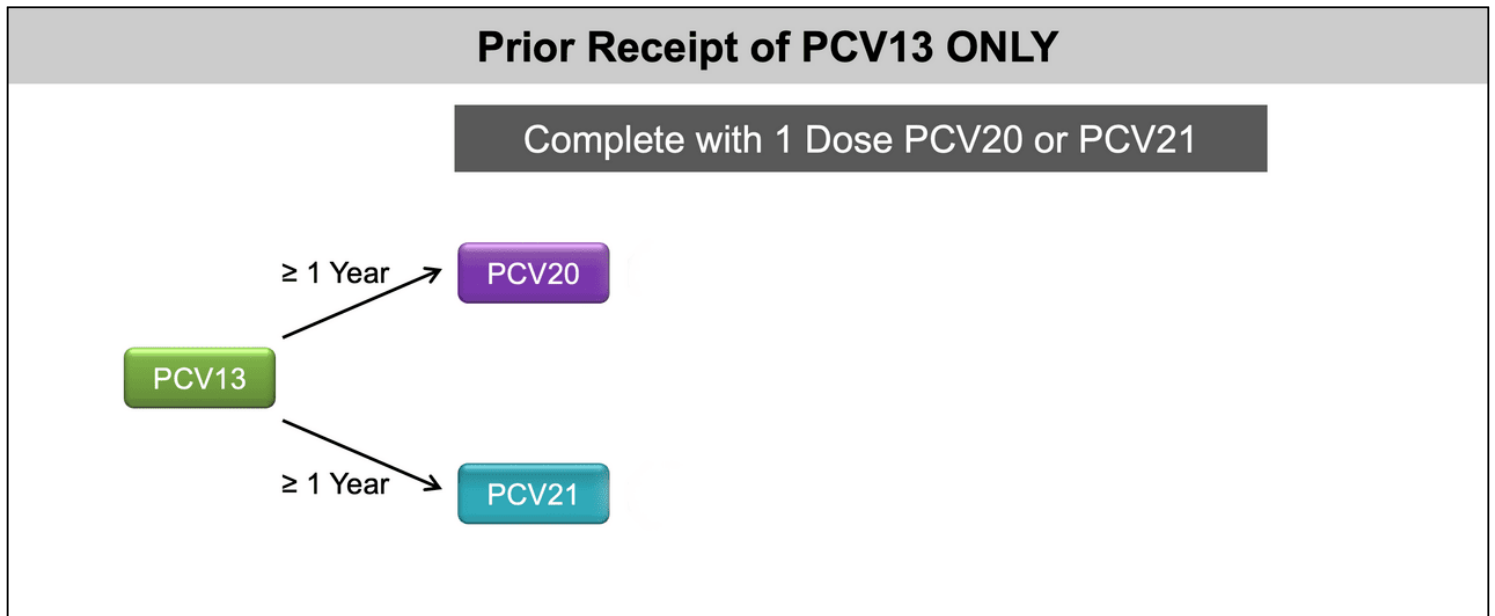 Prior Receipt of PCV13 ONLY
Complete with 1 Dose PCV20 or PCV21
≥ 1 Year
PCV20
PCV13
≥ 1 Year
PCV21